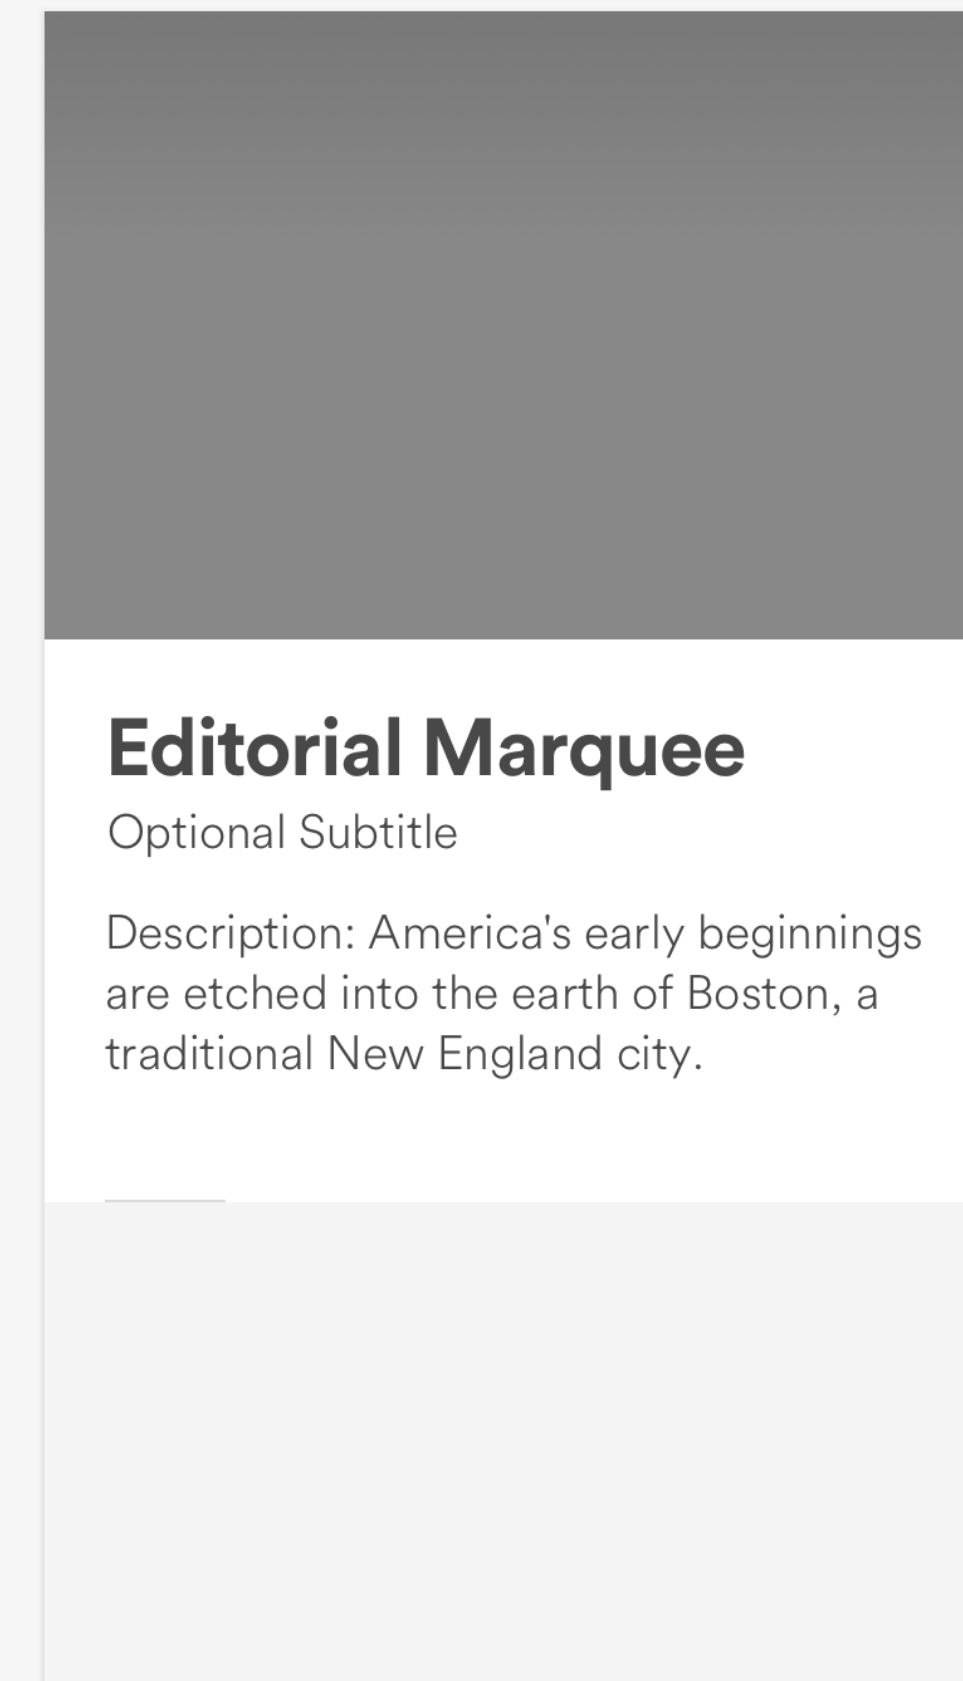 Editorial Marquee
Optional Subtitle
Description: America's early beginnings
are etched into the earth of Boston, a
traditional New England city.